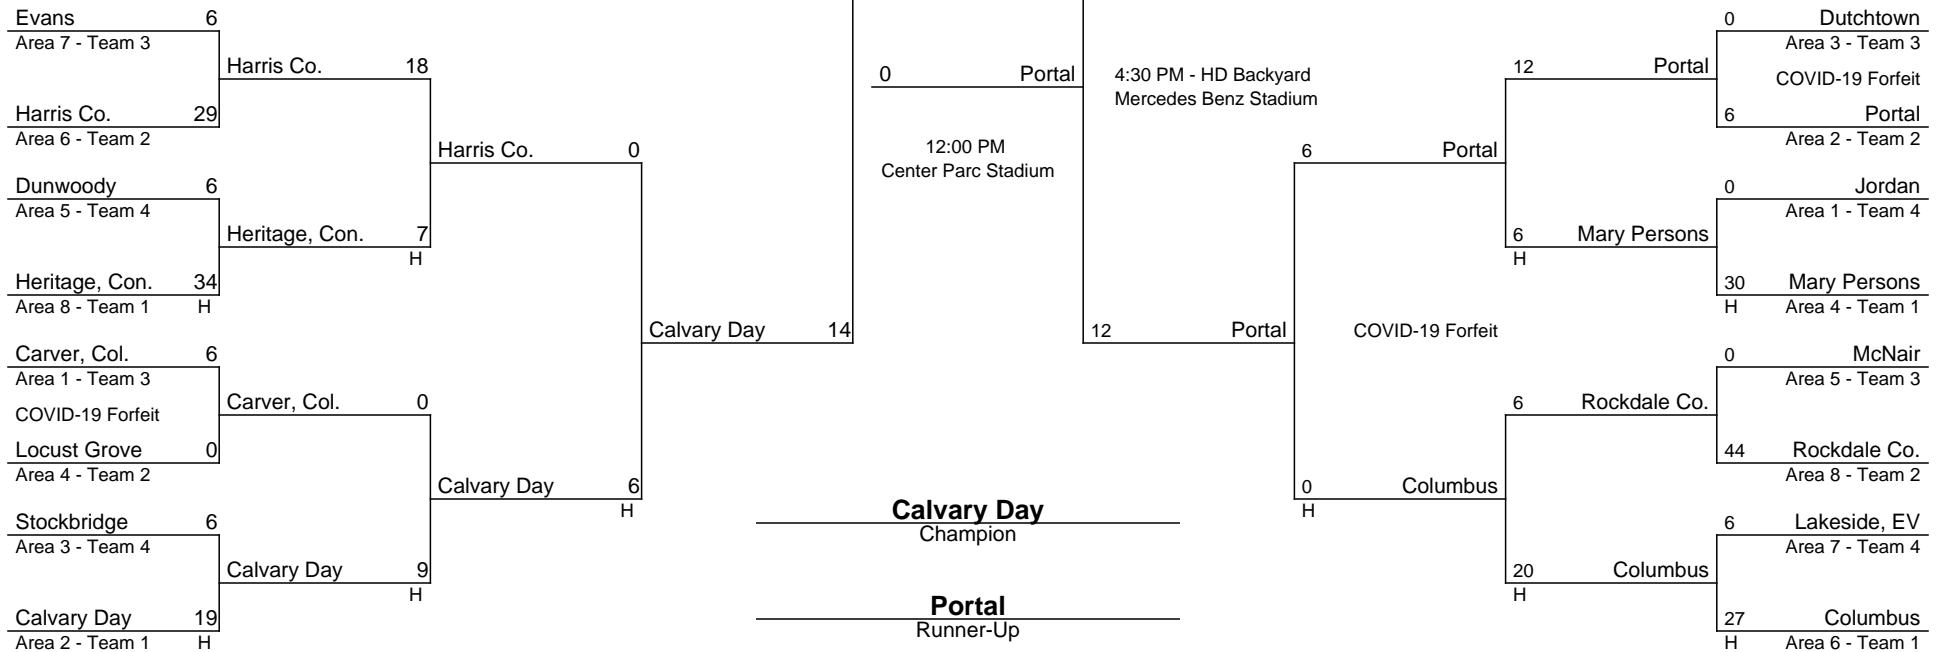 Evans 6
Area 7 - Team 3
Harris Co. 18
Harris Co. 29
Area 6 - Team 2
Harris Co. 0
Dunwoody 6
Area 5 - Team 4
Heritage, Con. 7
H
Heritage, Con. 34
Area 8 - Team 1 H
Calvary Day 14
Carver, Col. 6
Area 1 - Team 3
COVID-19 Forfeit
Carver, Col. 0
Locust Grove 0
Area 4 - Team 2
Calvary Day 6
H
Stockbridge 6
Area 3 - Team 4
Calvary Day 9
H
Calvary Day 19
Area 2 - Team 1 H
0 Portal
12:00 PM
Center Parc Stadium
4:30 PM - HD Backyard
Mercedes Benz Stadium
Calvary Day
Champion
Portal
Runner-Up
12 Portal
COVID-19 Forfeit
6 Portal
0 Columbus
H
12 Portal
6 Mary Persons
H
6 Rockdale Co.
20 Columbus
H
0 Dutchtown
Area 3 - Team 3
COVID-19 Forfeit
6 Portal
Area 2 - Team 2
0 Jordan
Area 1 - Team 4
30 Mary Persons
H Area 4 - Team 1
0 McNair
Area 5 - Team 3
44 Rockdale Co.
Area 8 - Team 2
6 Lakeside, EV
Area 7 - Team 4
27 Columbus
H Area 6 - Team 1